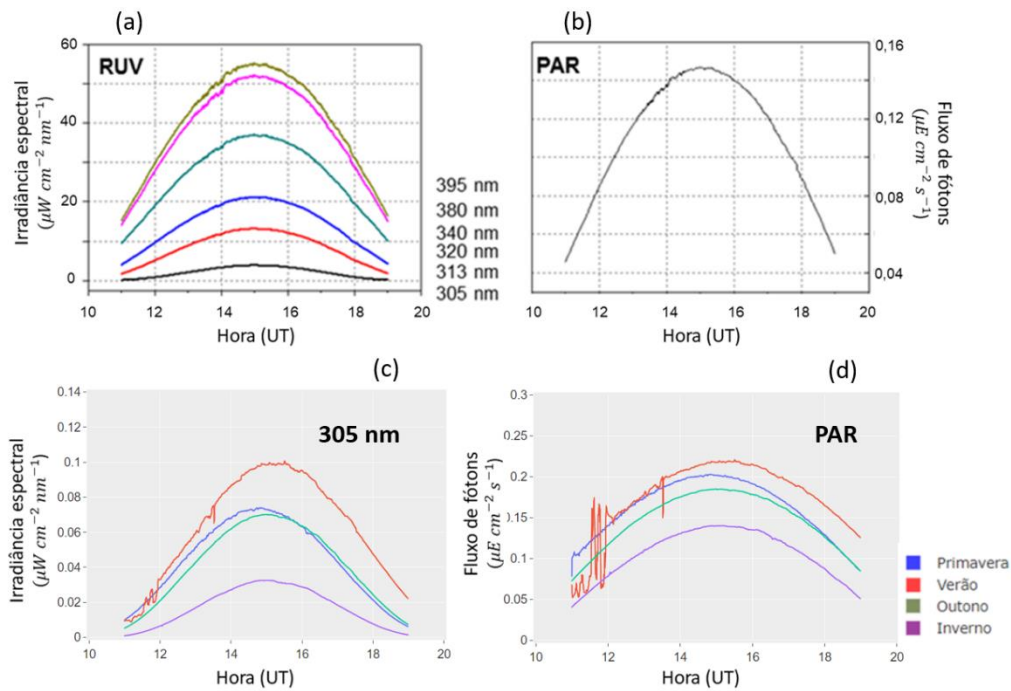 (a)
RUV
60
40
20
0
10
12
14
16
18
20
Irradiância espectral
(μW cm⁻² nm⁻¹)
Hora (UT)
395 nm
380 nm
340 nm
320 nm
313 nm
305 nm
(b)
PAR
0,16
0,12
0,08
0,04
10
12
14
16
18
20
Fluxo de fótons
(μE cm⁻² s⁻¹)
Hora (UT)
(c)
305 nm
0.14
0.12
0.1
0.08
0.06
0.04
0.02
0
10
12
14
16
18
20
Irradiância espectral
(μW cm⁻² nm⁻¹)
Hora (UT)
(d)
PAR
0.3
0.25
0.2
0.15
0.1
0.05
0
10
12
14
16
18
20
Fluxo de fótons
(μE cm⁻² s⁻¹)
Hora (UT)
Primavera
Verão
Outono
Inverno